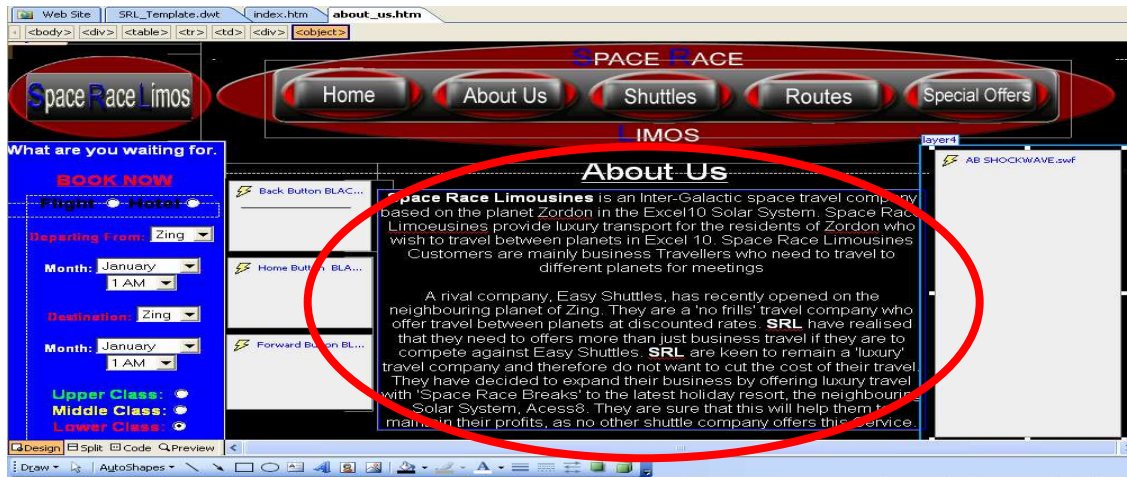 Web Site SRL_Template.dwt index.htm about_us.htm
<body> <div> <table> <tr> <td> <div> <object>
SPACE RACE
Space Race Limos
Home About Us Shuttles Routes Special Offers
LIMOS
layer4
What are you waiting for.
BOOK NOW
Flight Hotel
Departing From: Zing
Month: January
1 AM
Destination: Zing
Month: January
1 AM
Upper Class:
Middle Class:
Lower Class:
Back Button BLAC...
Home Button BLA...
Forward Button BL...
About Us
Space Race Limousines is an Inter-Galactic space travel company
based on the planet Zordon in the Excel10 Solar System. Space Race
Limoeusines provide luxury transport for the residents of Zordon who
wish to travel between planets in Excel 10. Space Race Limousines
Customers are mainly business Travellers who need to travel to
different planets for meetings
A rival company, Easy Shuttles, has recently opened on the
neighbouring planet of Zing. They are a 'no frills' travel company who
offer travel between planets at discounted rates. SRL have realised
that they need to offers more than just business travel if they are to
compete against Easy Shuttles. SRL are keen to remain a 'luxury'
travel company and therefore do not want to cut the cost of their travel.
They have decided to expand their business by offering luxury travel
with 'Space Race Breaks' to the latest holiday resort, the neighbouring
Solar System, Acess8. They are sure that this will help them to
maintain their profits, as no other shuttle company offers this Service.
AB SHOCKWAVE.swf
Design Split Code Preview
Draw AutoShapes